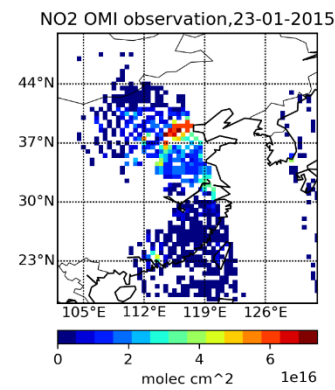 NO2 OMI observation,23-01-2015
44°N
37°N
30°N
23°N
105°E 112°E 119°E 126°E
0 2 4 6
1e16
molec cm^2